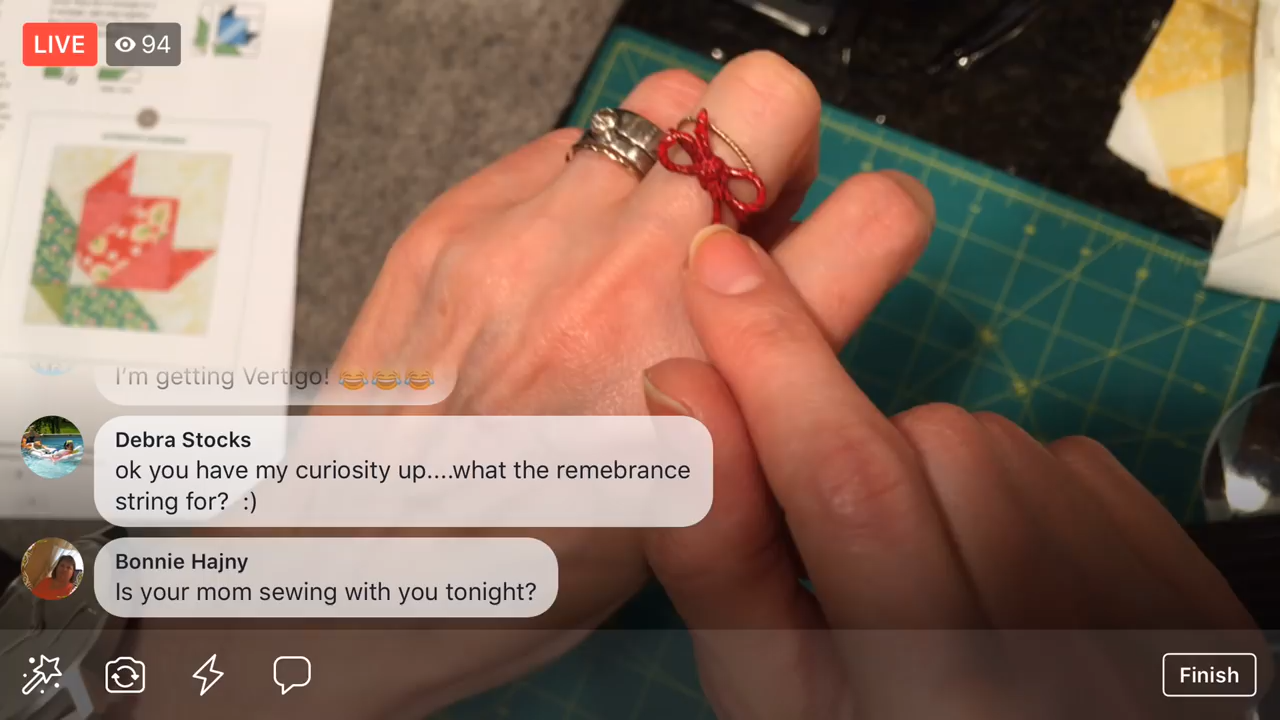 LIVE 94
I'm getting Vertigo! 😂😂😂
Debra Stocks
ok you have my curiosity up....what the remebrance
string for? :)
Bonnie Hajny
Is your mom sewing with you tonight?
Finish